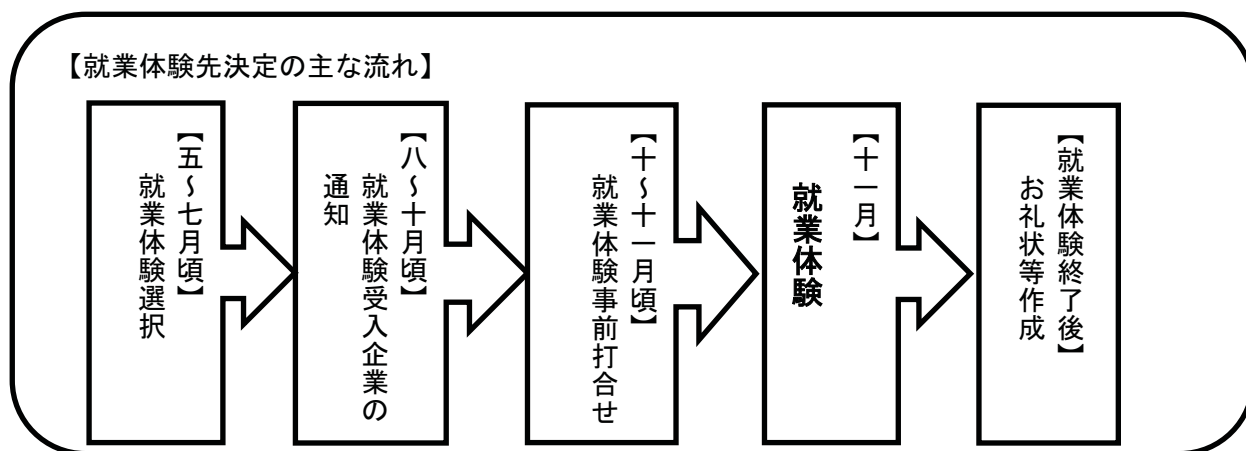 【就業体験先決定の主な流れ】
【五～七月頃】
就業体験選択
【八～十月頃】
就業体験受入企業の
通知
【十～十一月頃】
就業体験事前打合せ
【十一月】
就業体験
【就業体験終了後】
お礼状等作成